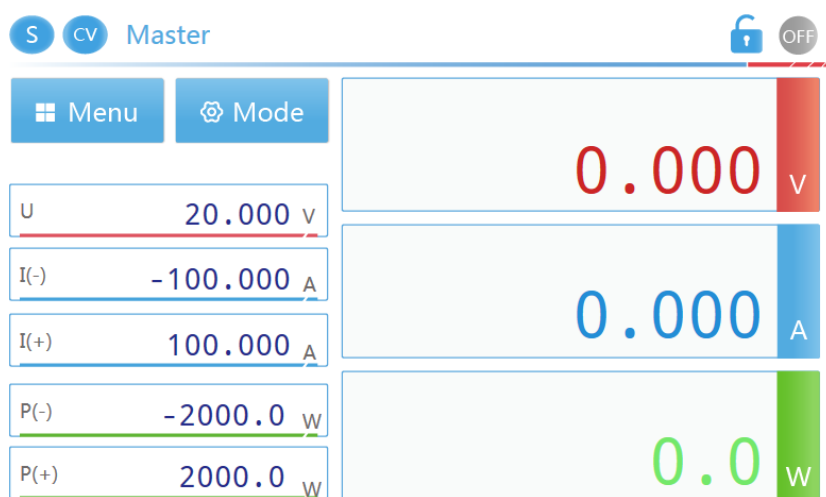 S CV Master OFF
Menu Mode
0.000 V
U 20.000 V
I(-) -100.000 A
0.000 A
I(+) 100.000 A
P(-) -2000.0 W
P(+) 2000.0 W
0.0 W